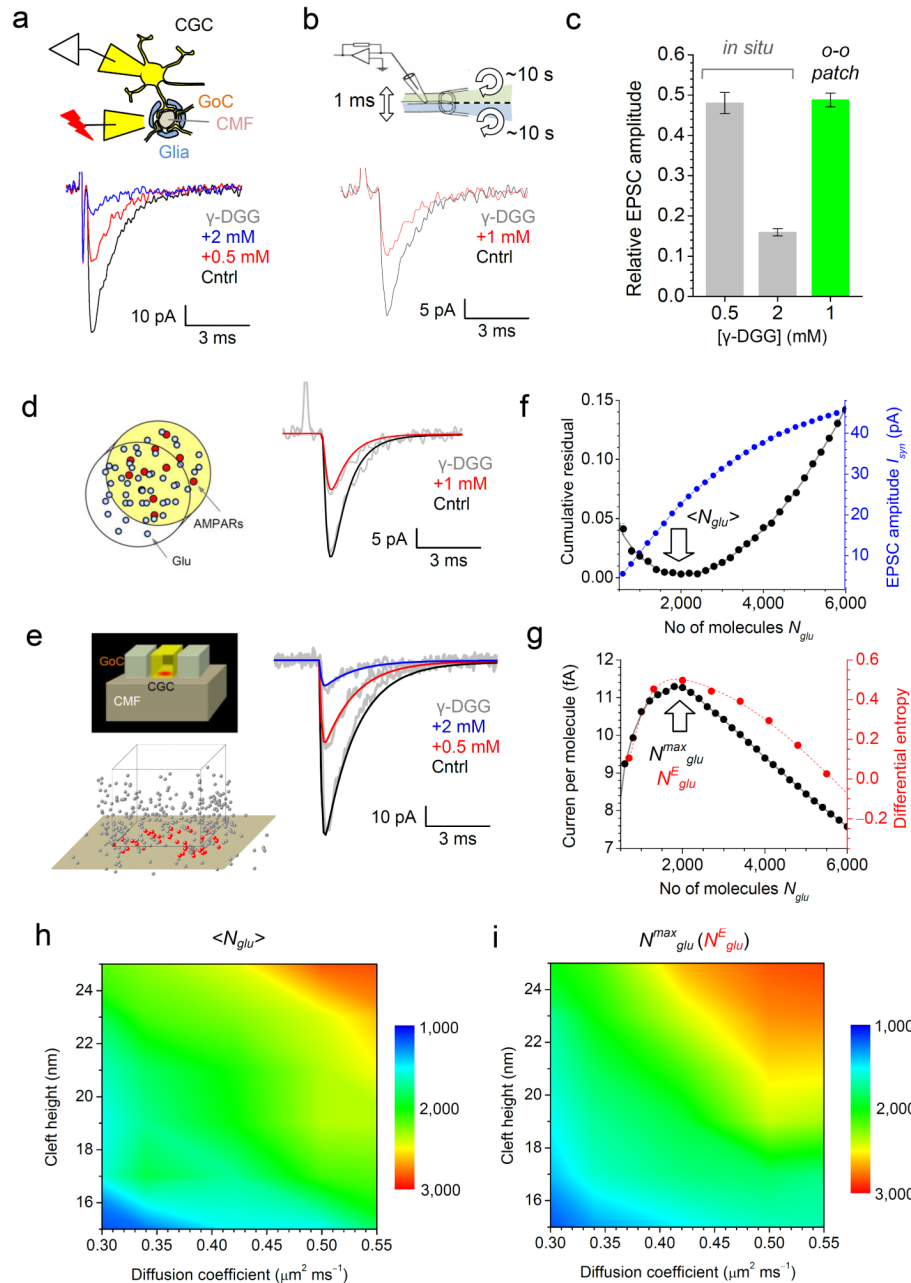 a
CGC
GoC
CMF
Glia
γ-DGG
+2 mM
+0.5 mM
Cntrl
10 pA
3 ms
b
1 ms
~10 s
~10 s
γ-DGG
+1 mM
Cntrl
5 pA
3 ms
c
in situ
o-o
patch
Relative EPSC amplitude
0.6
0.5
0.4
0.3
0.2
0.1
0.0
0.5 2 1
[γ-DGG] (mM)
d
AMPARs
Glu
γ-DGG
+1 mM
Cntrl
5 pA
3 ms
e
GoC
CGC
CMF
γ-DGG
+2 mM
+0.5 mM
Cntrl
10 pA
3 ms
f
Cumulative residual
0.15
0.10
0.05
0.00
<Nglu>
EPSC ampitude Isyn (pA)
40
30
20
10
0
2,000 4,000 6,000
No of molecules Nglu
g
Curren per molecule (fA)
12
11
10
9
8
7
Nmaxglu
NEglu
Differential entropy
0.6
0.4
0.2
0.0
−0.2
2,000 4,000 6,000
No of molecules Nglu
h
<Nglu>
Cleft height (nm)
24
22
20
18
16
0.30 0.35 0.40 0.45 0.50 0.55
Diffusion coefficient (μm² ms⁻¹)
1,000
2,000
3,000
i
Nmaxglu (NEglu)
Cleft height (nm)
24
22
20
18
16
0.30 0.35 0.40 0.45 0.50 0.55
Diffusion coefficient (μm² ms⁻¹)
1,000
2,000
3,000